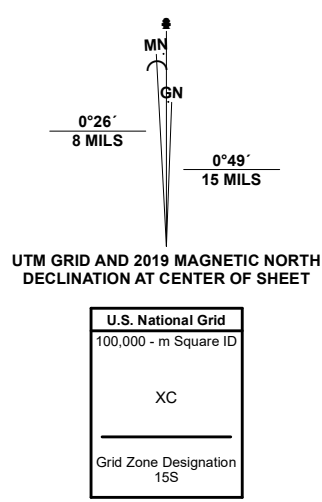 MN
GN
0°26´
8 MILS
0°49´
15 MILS
UTM GRID AND 2019 MAGNETIC NORTH
DECLINATION AT CENTER OF SHEET
U.S. National Grid
100,000 - m Square ID
XC
Grid Zone Designation
15S